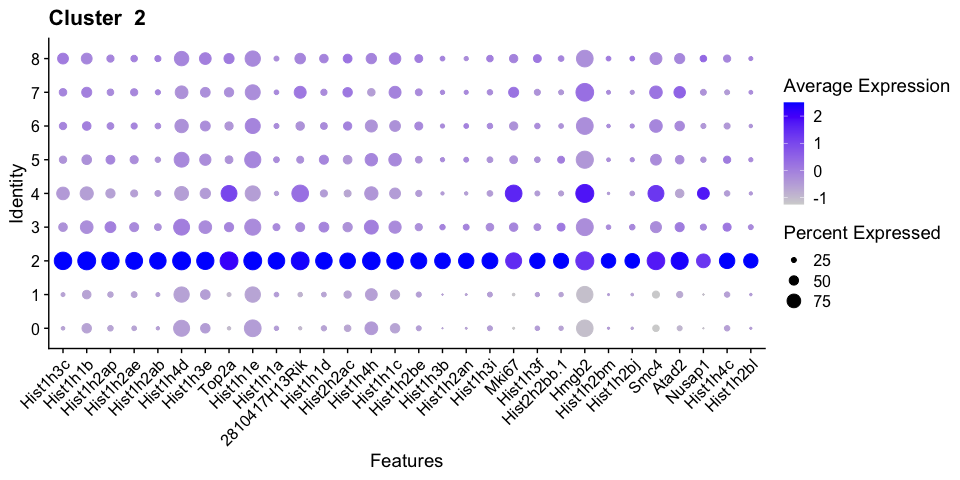 Cluster  2
Identity
8
7
6
5
4
3
2
1
0
Hist1h3c
Hist1h1b
Hist1h2ap
Hist1h2ae
Hist1h2ab
Hist1h4d
Hist1h3e
Top2a
Hist1h1e
Hist1h1a
2810417H13Rik
Hist1h1d
Hist2h2ac
Hist1h4h
Hist1h1c
Hist1h2be
Hist1h3b
Hist1h2an
Hist1h3i
Mki67
Hist1h3f
Hist2h2bb.1
Hmgb2
Hist1h2bm
Hist1h2bj
Smc4
Atad2
Nusap1
Hist1h4c
Hist1h2bl
Features
Average Expression
2
1
0
-1
Percent Expressed
25
50
75